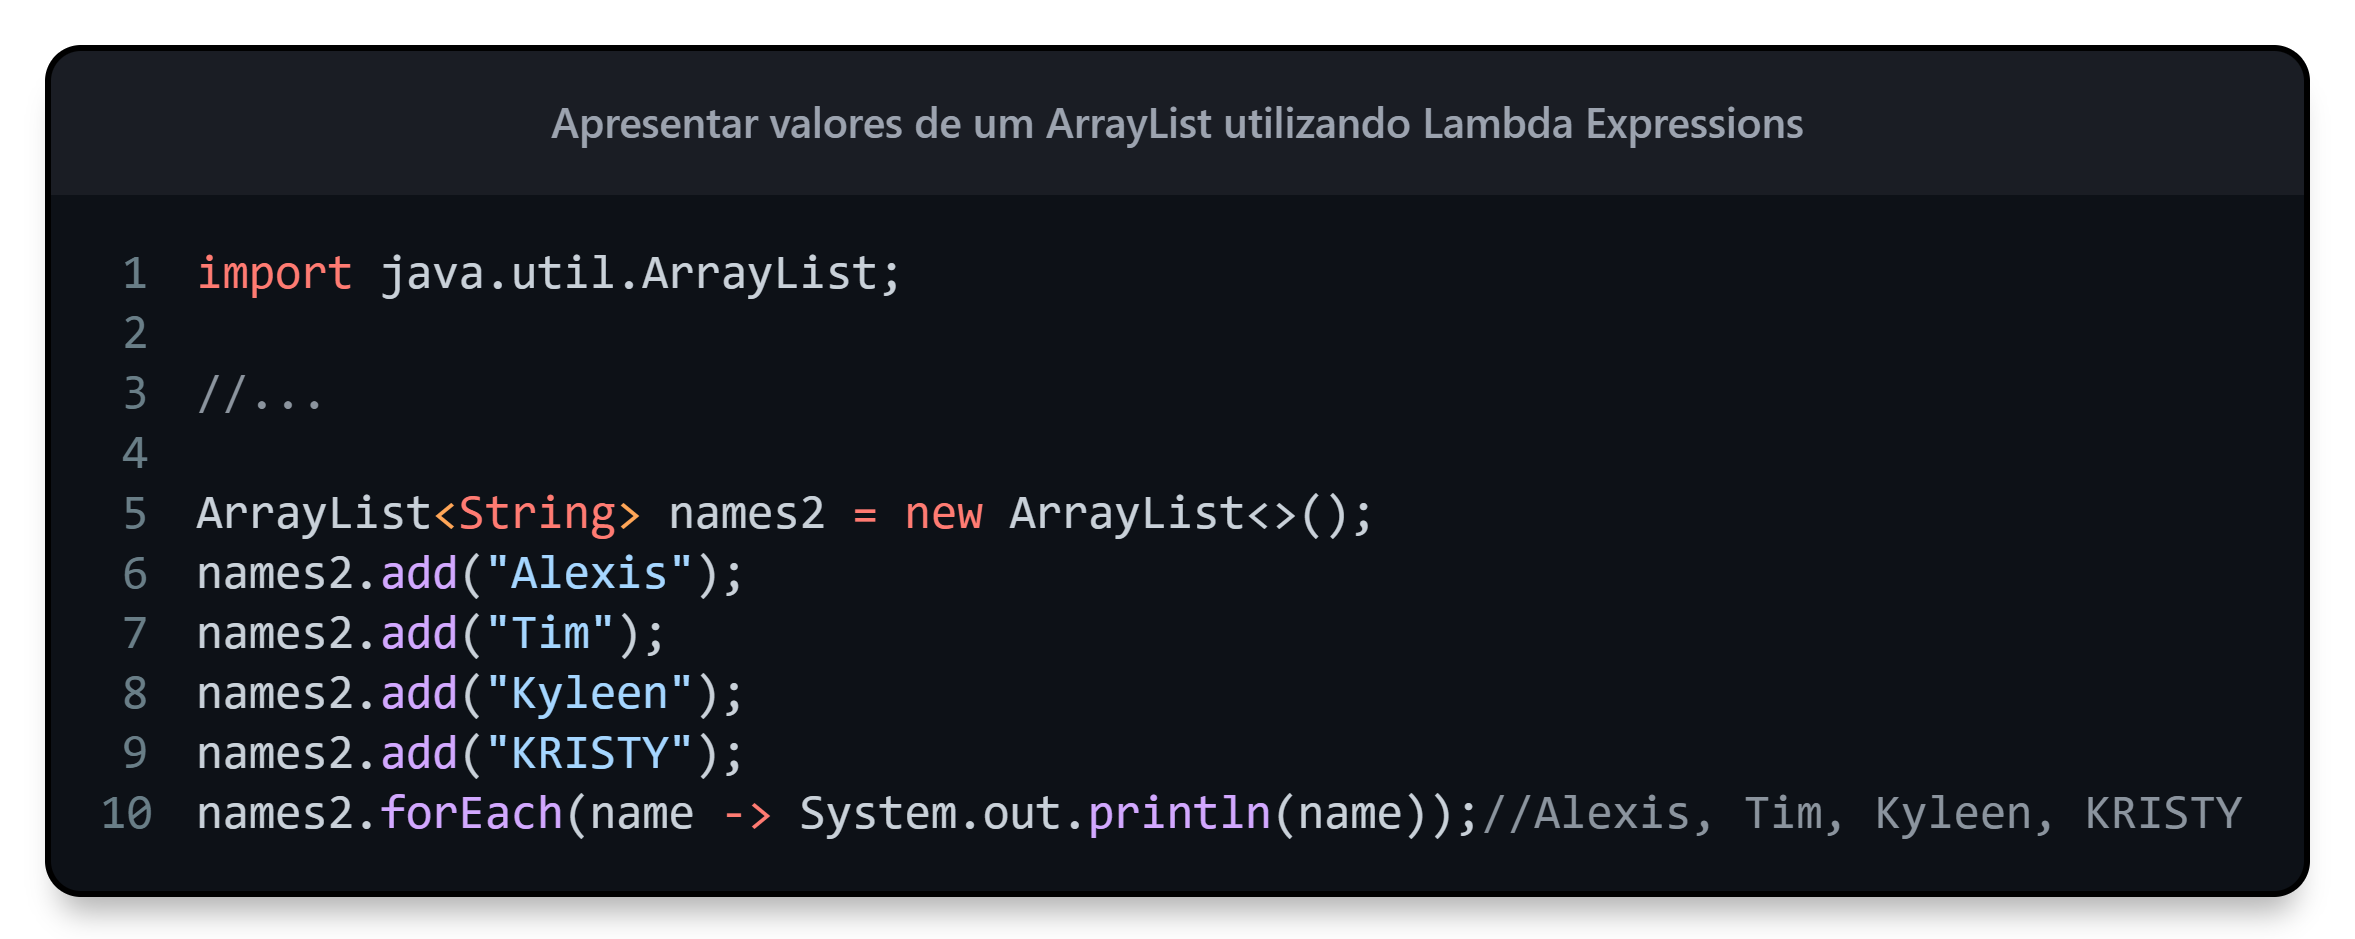 Apresentar valores de um ArrayList utilizando Lambda Expressions
1 import java.util.ArrayList;
2
3 //...
4
5 ArrayList<String> names2 = new ArrayList<>();
6 names2.add("Alexis");
7 names2.add("Tim");
8 names2.add("Kyleen");
9 names2.add("KRISTY");
10 names2.forEach(name -> System.out.println(name));//Alexis, Tim, Kyleen, KRISTY